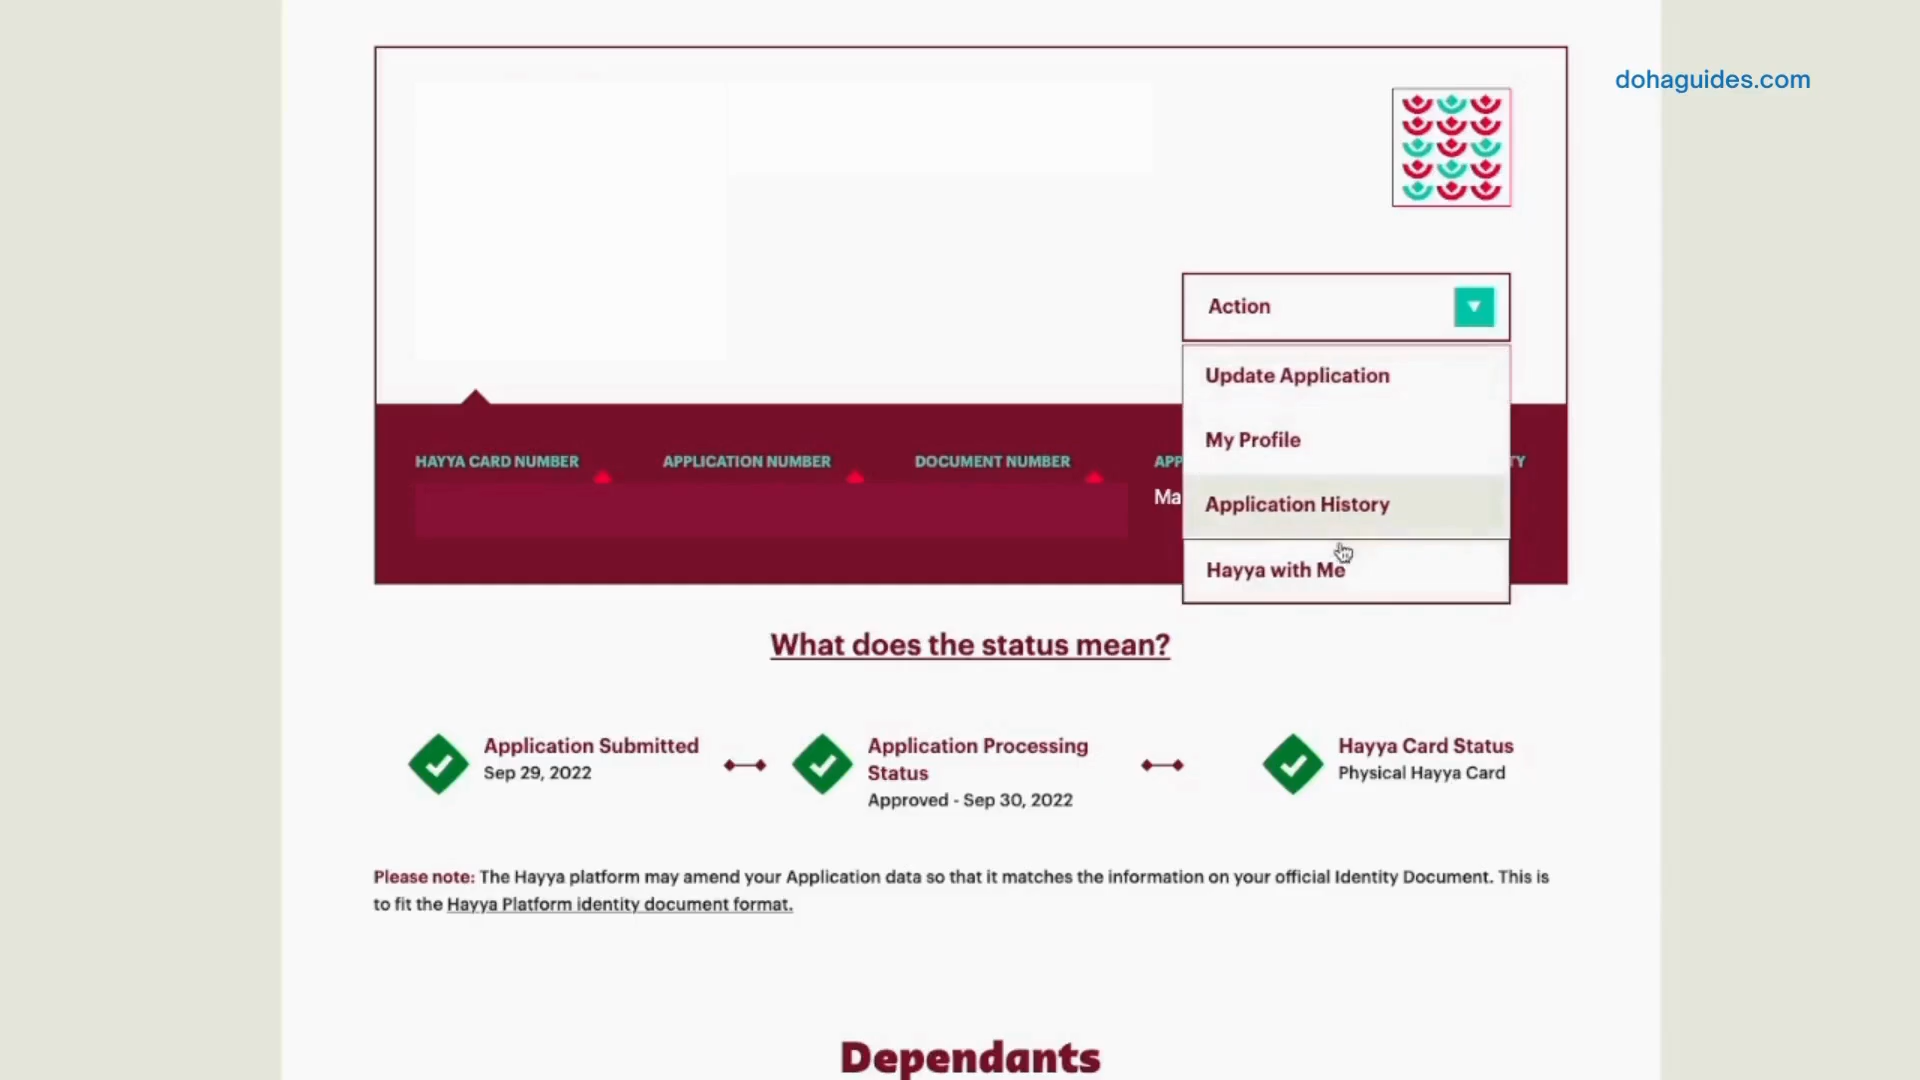 dohaguides.com
Action
Update Application
My Profile
HAYYA CARD NUMBER APPLICATION NUMBER DOCUMENT NUMBER
Application History
Hayya with Me
What does the status mean?
Application Submitted
Sep 29, 2022
Application Processing
Status
Approved - Sep 30, 2022
Hayya Card Status
Physical Hayya Card
Please note: The Hayya platform may amend your Application data so that it matches the information on your official Identity Document. This is
to fit the Hayya Platform identity document format.
Dependants